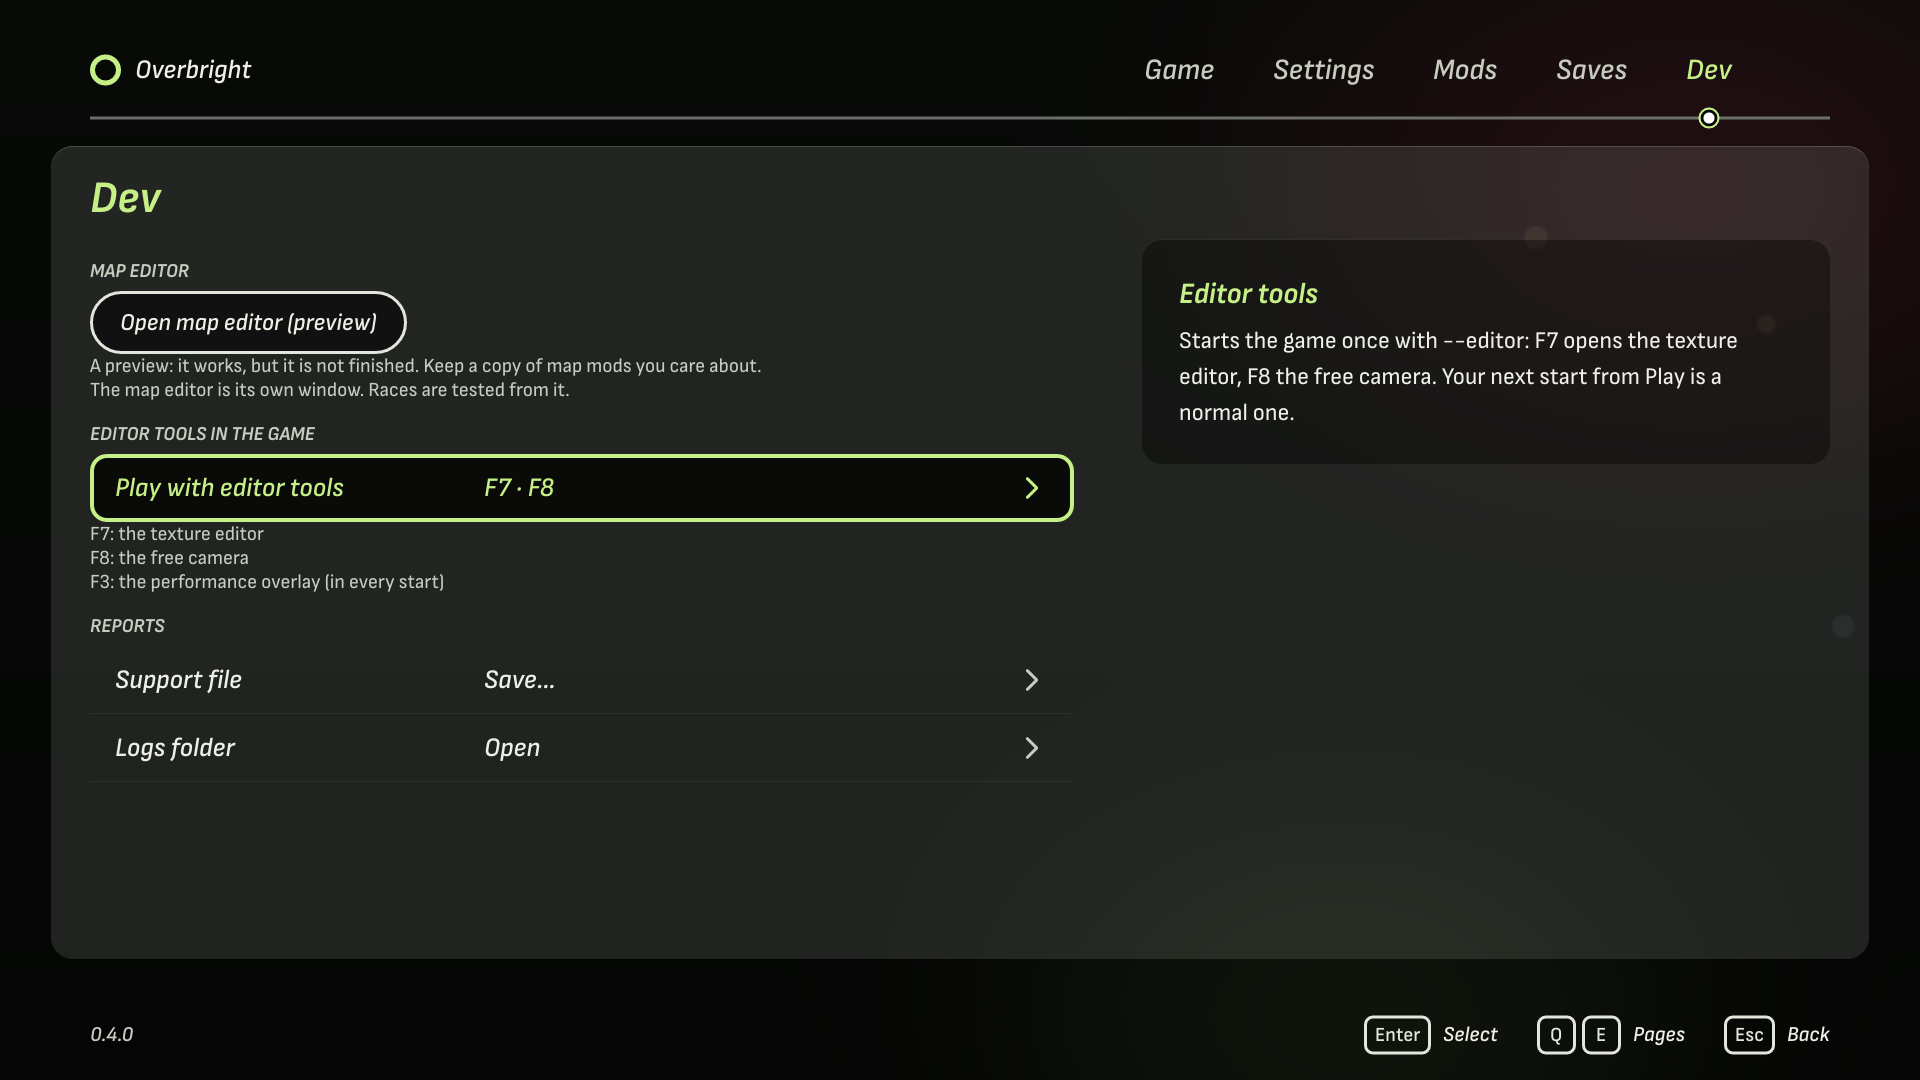 Overbright
Game Settings Mods Saves Dev
Dev
MAP EDITOR
Open map editor (preview)
A preview: it works, but it is not finished. Keep a copy of map mods you care about.
The map editor is its own window. Races are tested from it.
EDITOR TOOLS IN THE GAME
Play with editor tools F7 · F8
F7: the texture editor
F8: the free camera
F3: the performance overlay (in every start)
REPORTS
Support file Save...
Logs folder Open
Editor tools
Starts the game once with --editor: F7 opens the texture
editor, F8 the free camera. Your next start from Play is a
normal one.
0.4.0
Enter Select Q E Pages Esc Back